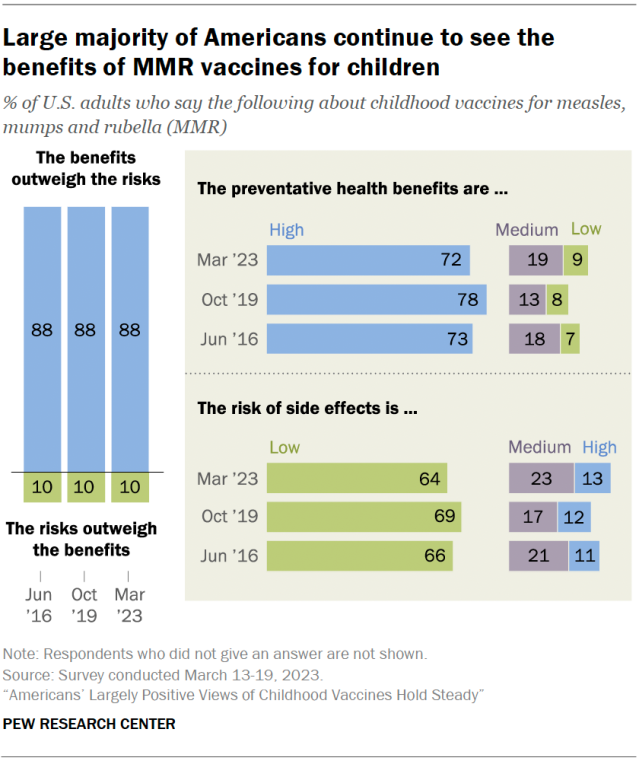 Large majority of Americans continue to see the
benefits of MMR vaccines for children
% of U.S. adults who say the following about childhood vaccines for measles,
mumps and rubella (MMR)
The benefits
outweigh the risks
88 88 88
10 10 10
The risks outweigh
the benefits
Jun Oct Mar
’16 ’19 ’23
The preventative health benefits are ...
High Medium Low
Mar ’23 72 19 9
Oct ’19 78 13 8
Jun ’16 73 18 7
The risk of side effects is ...
Low Medium High
Mar ’23 64 23 13
Oct ’19 69 17 12
Jun ’16 66 21 11
Note: Respondents who did not give an answer are not shown.
Source: Survey conducted March 13-19, 2023.
“Americans’ Largely Positive Views of Childhood Vaccines Hold Steady”
PEW RESEARCH CENTER